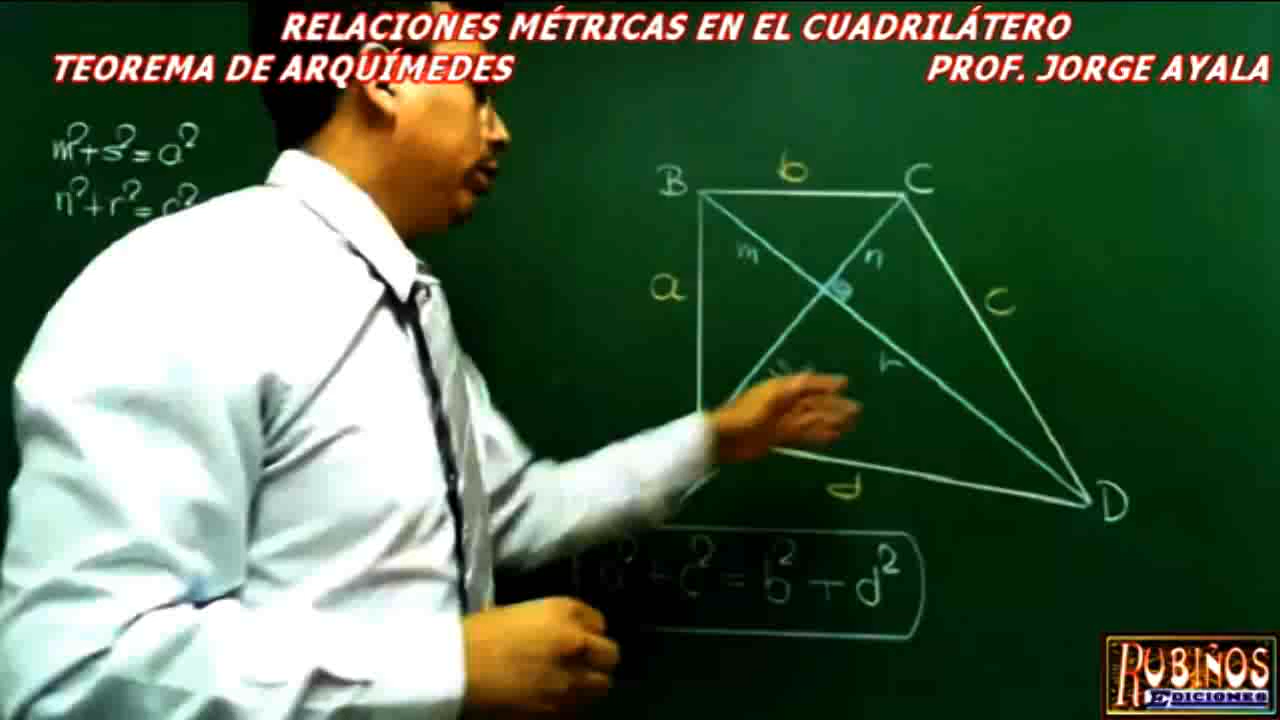 RELACIONES MÉTRICAS EN EL CUADRILÁTERO
TEOREMA DE ARQUÍMEDES
PROF. JORGE AYALA
m²+s²=a²
n²+r²=c²
B
b
C
m
n
a
c
r
d
D
a²+c²=b²+d²
RUBIÑOS
EDICIONES